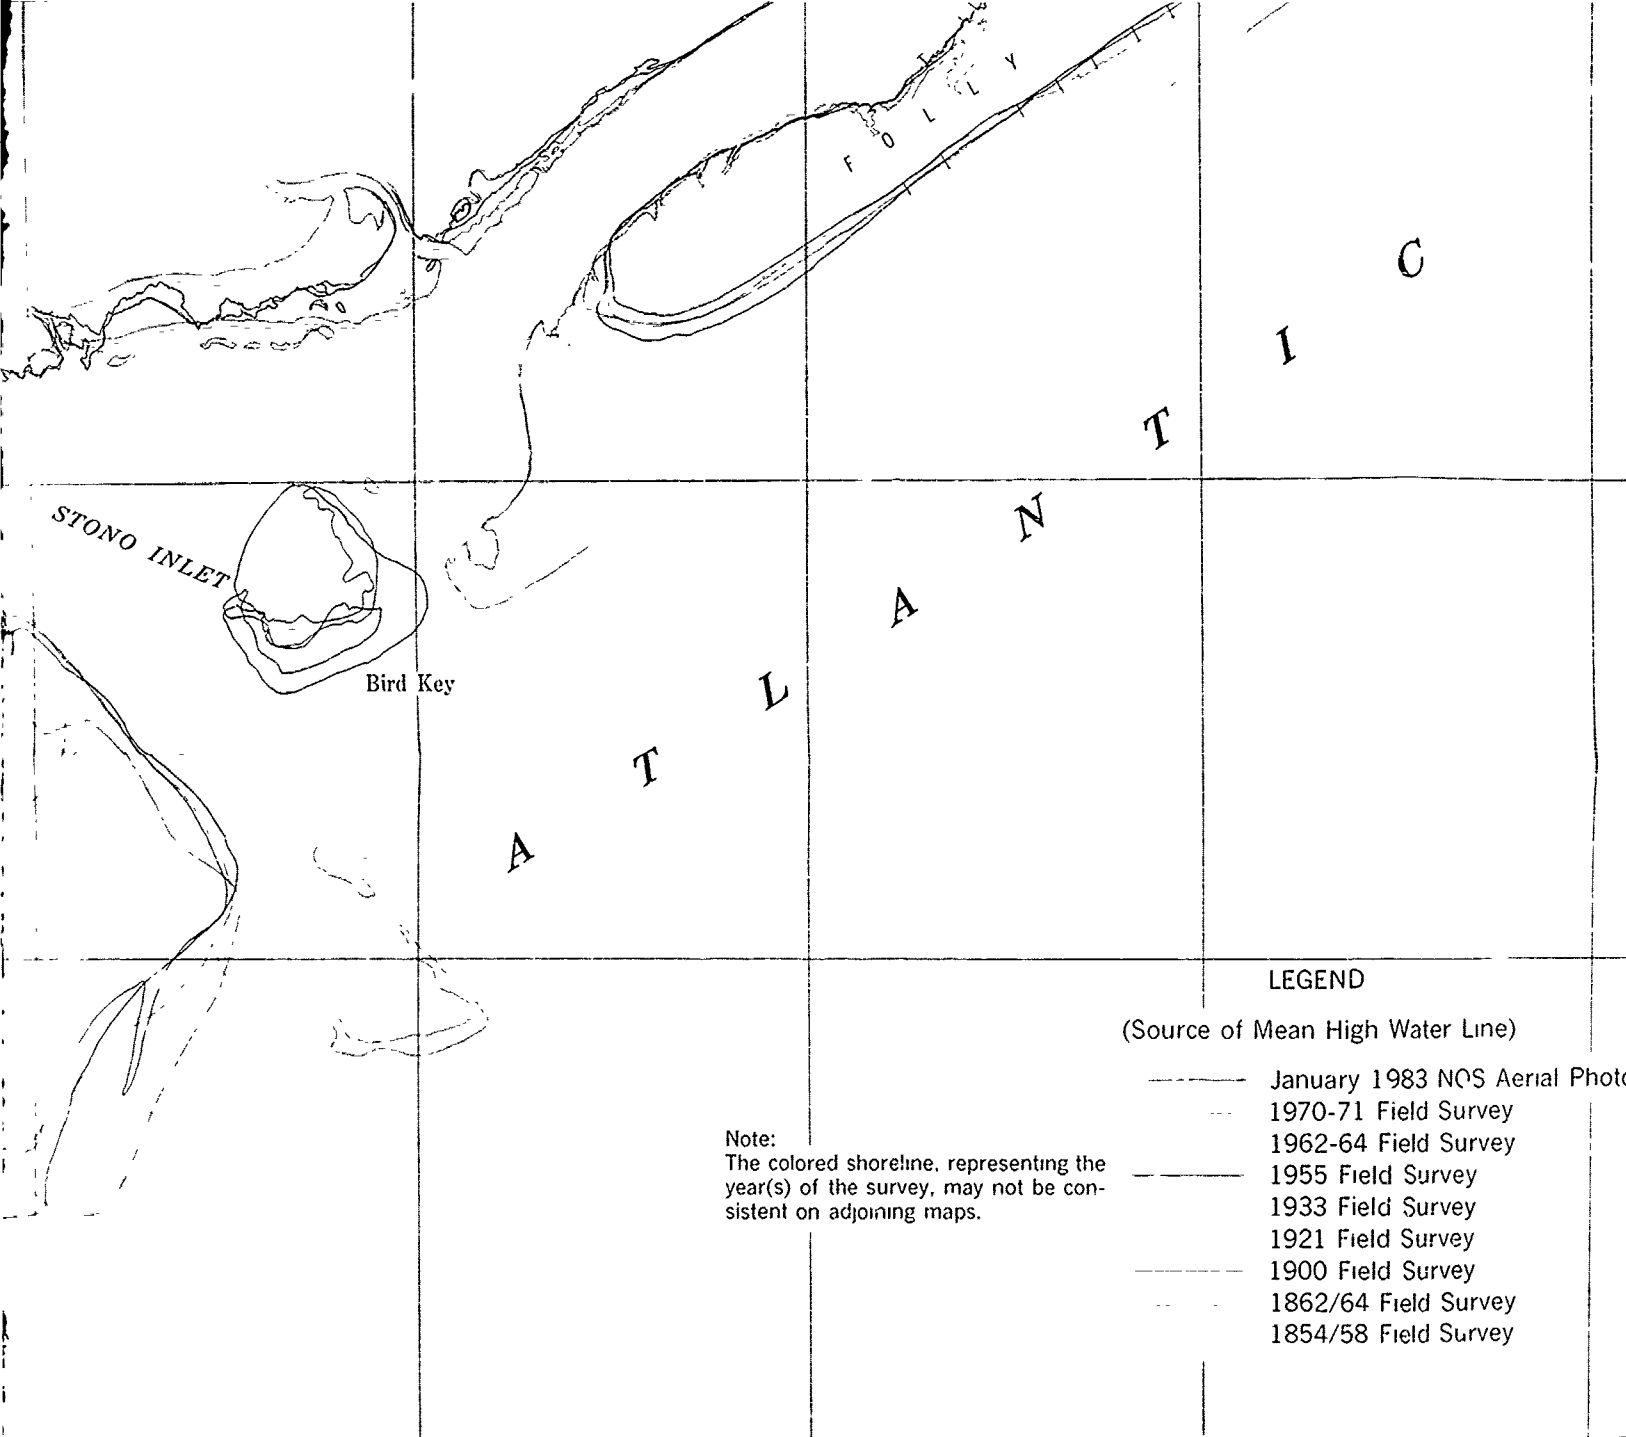 FOLLY
ATLANTIC
STONO INLET
Bird Key
LEGEND
(Source of Mean High Water Line)
January 1983 NOS Aerial Photo
1970-71 Field Survey
1962-64 Field Survey
1955 Field Survey
1933 Field Survey
1921 Field Survey
1900 Field Survey
1862/64 Field Survey
1854/58 Field Survey
Note:
The colored shoreline, representing the
year(s) of the survey, may not be con-
sistent on adjoining maps.